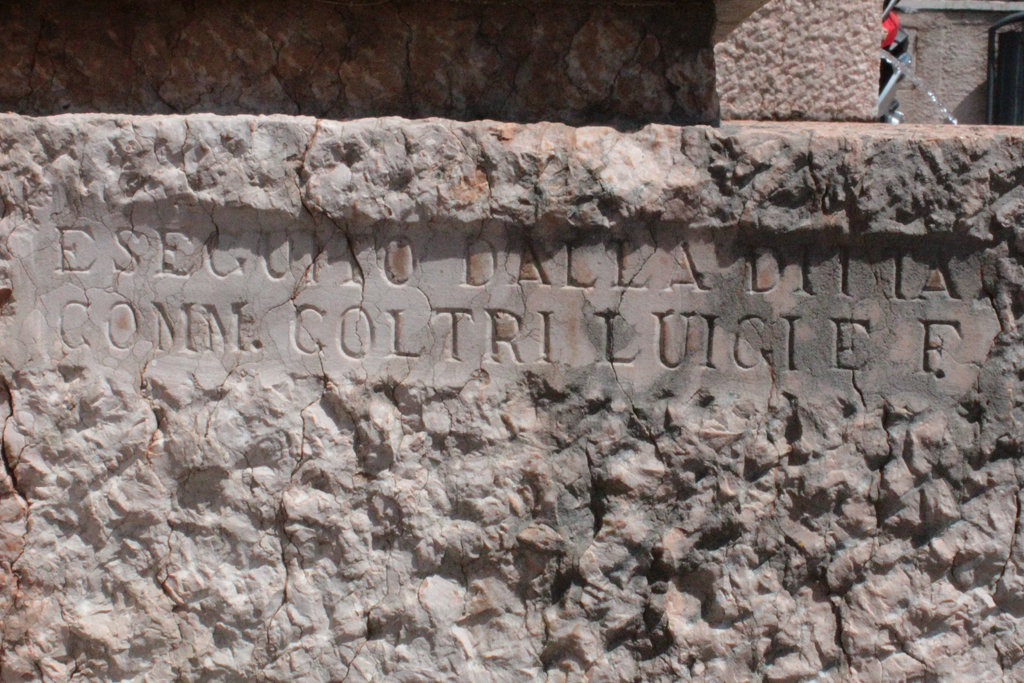 ESEGUITO DALLA DITTA
COMM. COLTRI LUIGI E F.